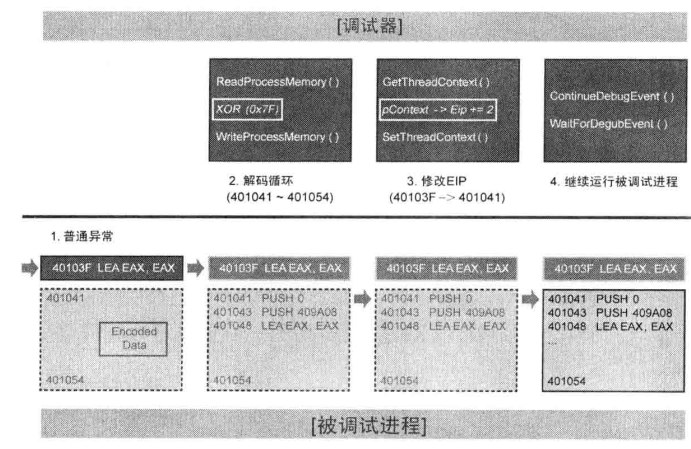 [调试器]
ReadProcessMemory ( )
XOR (0x7F)
WriteProcessMemory ( )
GetThreadContext ( )
pContext -> Eip += 2
SetThreadContext ( )
ContinueDebugEvent ( )
WaitForDegubEvent ( )
2. 解码循环
(401041 ~ 401054)
3. 修改EIP
(40103F –> 401041)
4. 继续运行被调试进程
1. 普通异常
40103F LEA EAX, EAX
401041
Encoded
Data
401054
40103F LEA EAX, EAX
401041 PUSH 0
401043 PUSH 409A08
401048 LEA EAX, EAX
401054
40103F LEA EAX, EAX
401041 PUSH 0
401043 PUSH 409A08
401048 LEA EAX, EAX
401054
40103F LEA EAX, EAX
401041 PUSH 0
401043 PUSH 409A08
401048 LEA EAX, EAX
...
401054
[被调试进程]